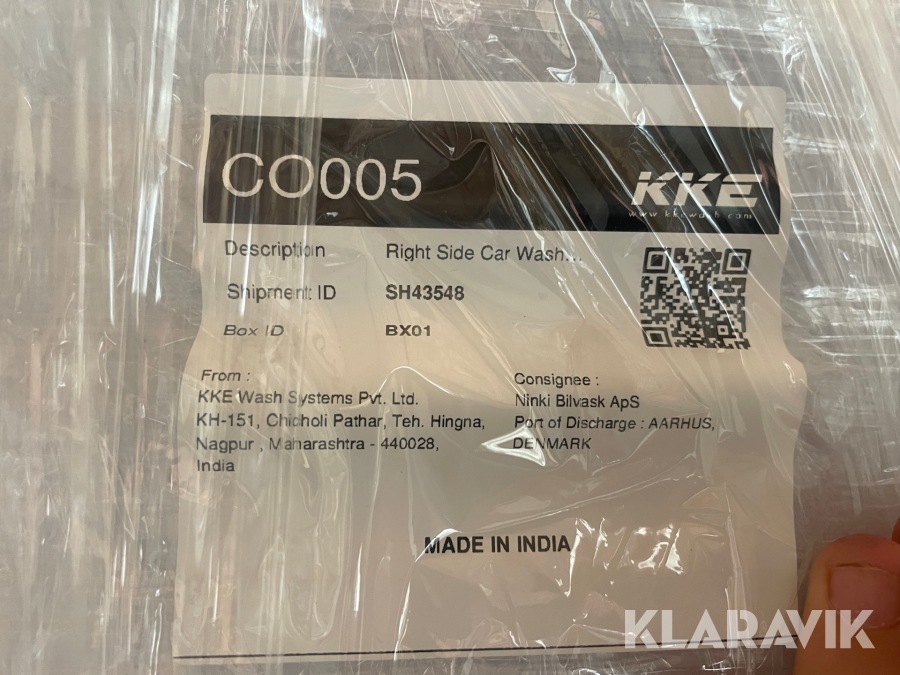 CO005
KKE
www.kkewash.com
Description Right Side Car Wash...
Shipment ID SH43548
Box ID BX01
From :
KKE Wash Systems Pvt. Ltd.
KH-151, Chicholi Pathar, Teh. Hingna,
Nagpur , Maharashtra - 440028,
India
Consignee :
Ninki Bilvask ApS
Port of Discharge : AARHUS,
DENMARK
MADE IN INDIA
KLARAVIK